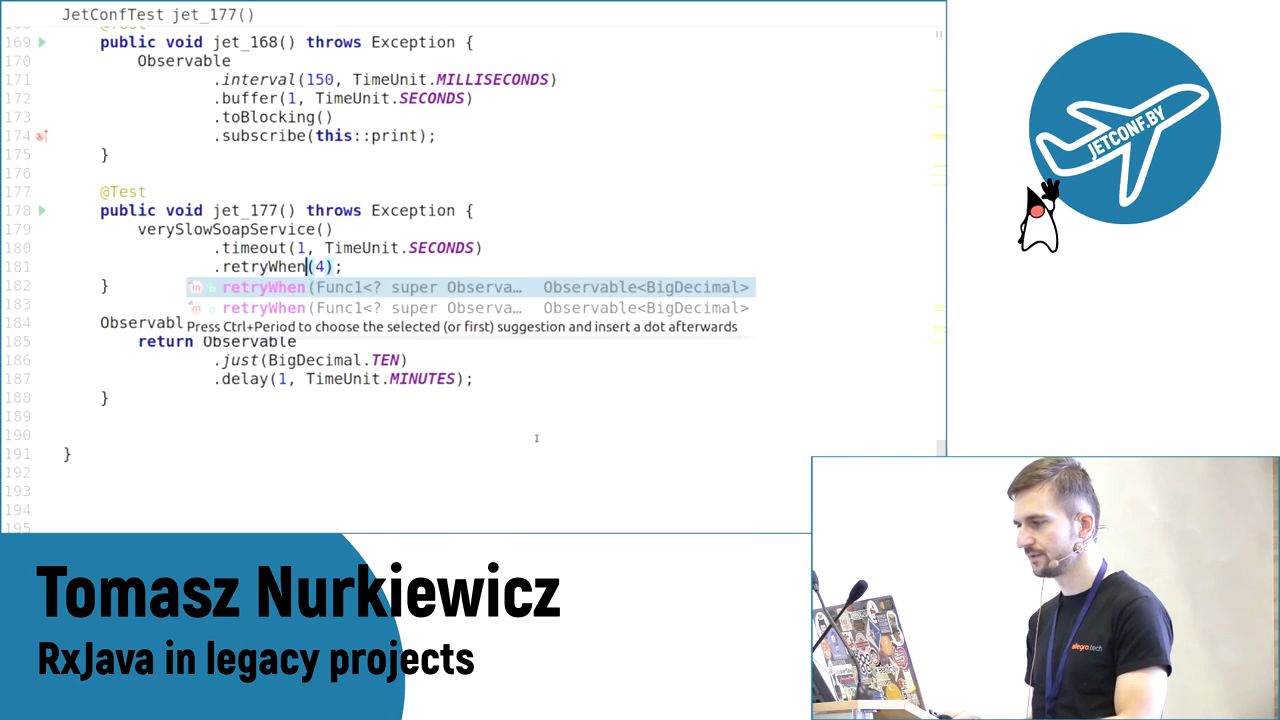 JetConfTest jet_177()
168 @Test
169 public void jet_168() throws Exception {
170 Observable
171 .interval(150, TimeUnit.MILLISECONDS)
172 .buffer(1, TimeUnit.SECONDS)
173 .toBlocking()
174 .subscribe(this::print);
175 }
176
177 @Test
178 public void jet_177() throws Exception {
179 verySlowSoapService()
180 .timeout(1, TimeUnit.SECONDS)
181 .retryWhen(4);
182 }
m retryWhen(Func1<? super Observa… Observable<BigDecimal>
183
m retryWhen(Func1<? super Observa… Observable<BigDecimal>
184 Observabl
Press Ctrl+Period to choose the selected (or first) suggestion and insert a dot afterwards
185 return Observable
186 .just(BigDecimal.TEN)
187 .delay(1, TimeUnit.MINUTES);
188 }
189
190
191 }
192
193
194
195
JETCONF.BY
Tomasz Nurkiewicz
RxJava in legacy projects
allegro.tech